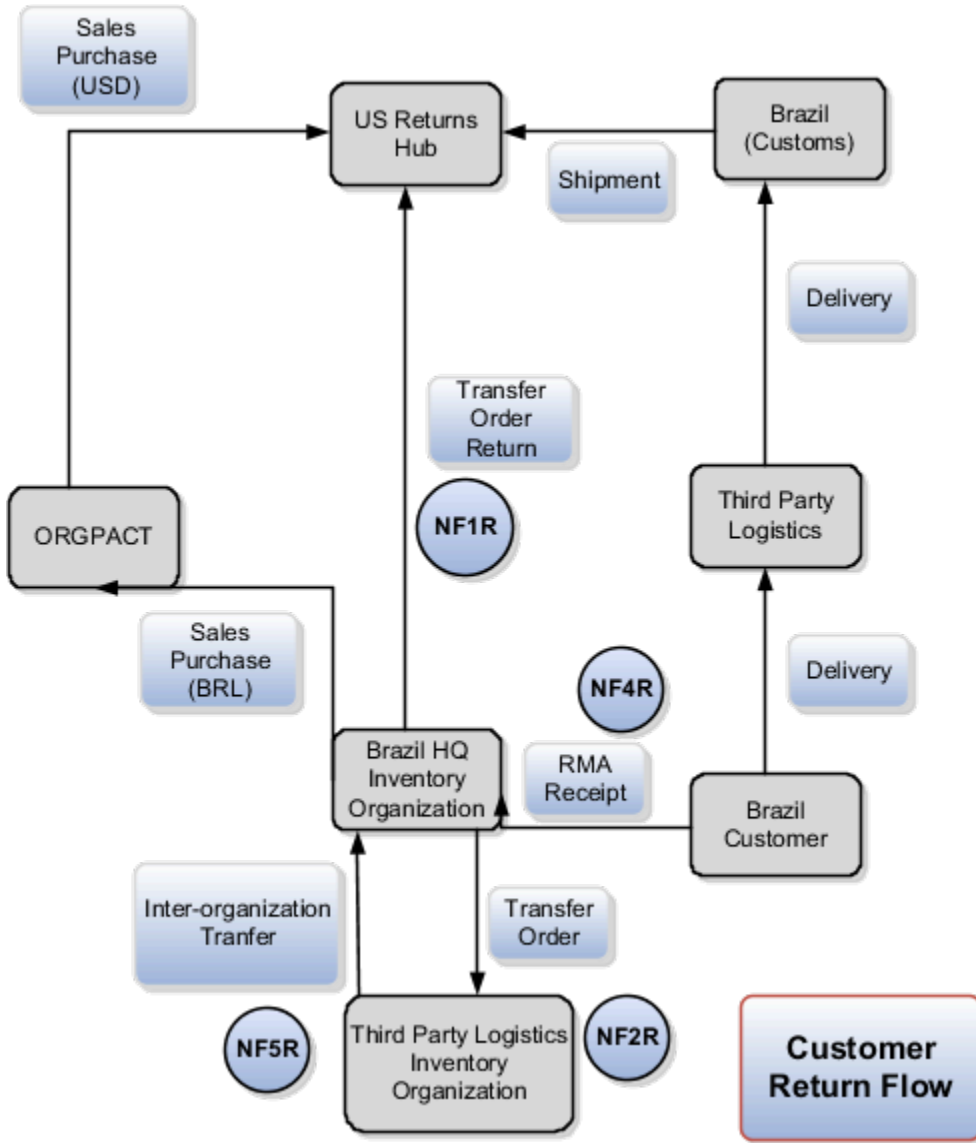 Sales
Purchase
(USD)
US Returns
Hub
Brazil
(Customs)
Shipment
Delivery
Transfer
Order
Return
NF1R
Third Party
Logistics
ORGPACT
Sales
Purchase
(BRL)
NF4R
Delivery
Brazil HQ
Inventory
Organization
RMA
Receipt
Brazil
Customer
Inter-organization
Tranfer
Transfer
Order
NF5R
Third Party Logistics
Inventory
Organization
NF2R
Customer
Return Flow